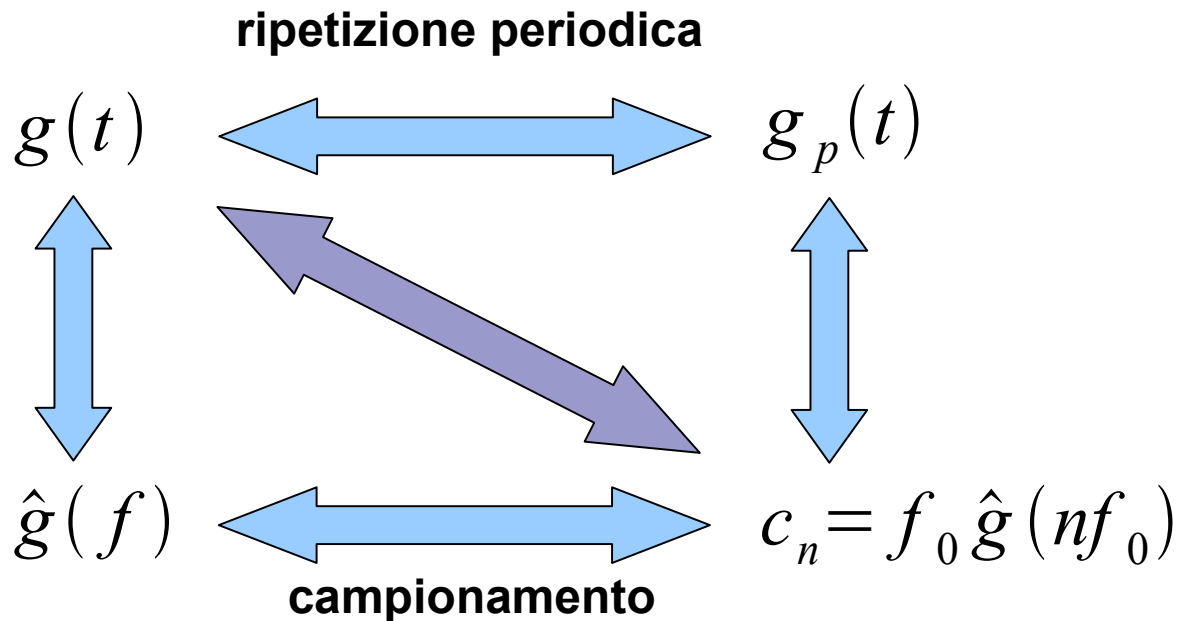 ripetizione periodica
g(t) g_p(t)
ĝ(f) c_n = f_0 ĝ(nf_0)
campionamento